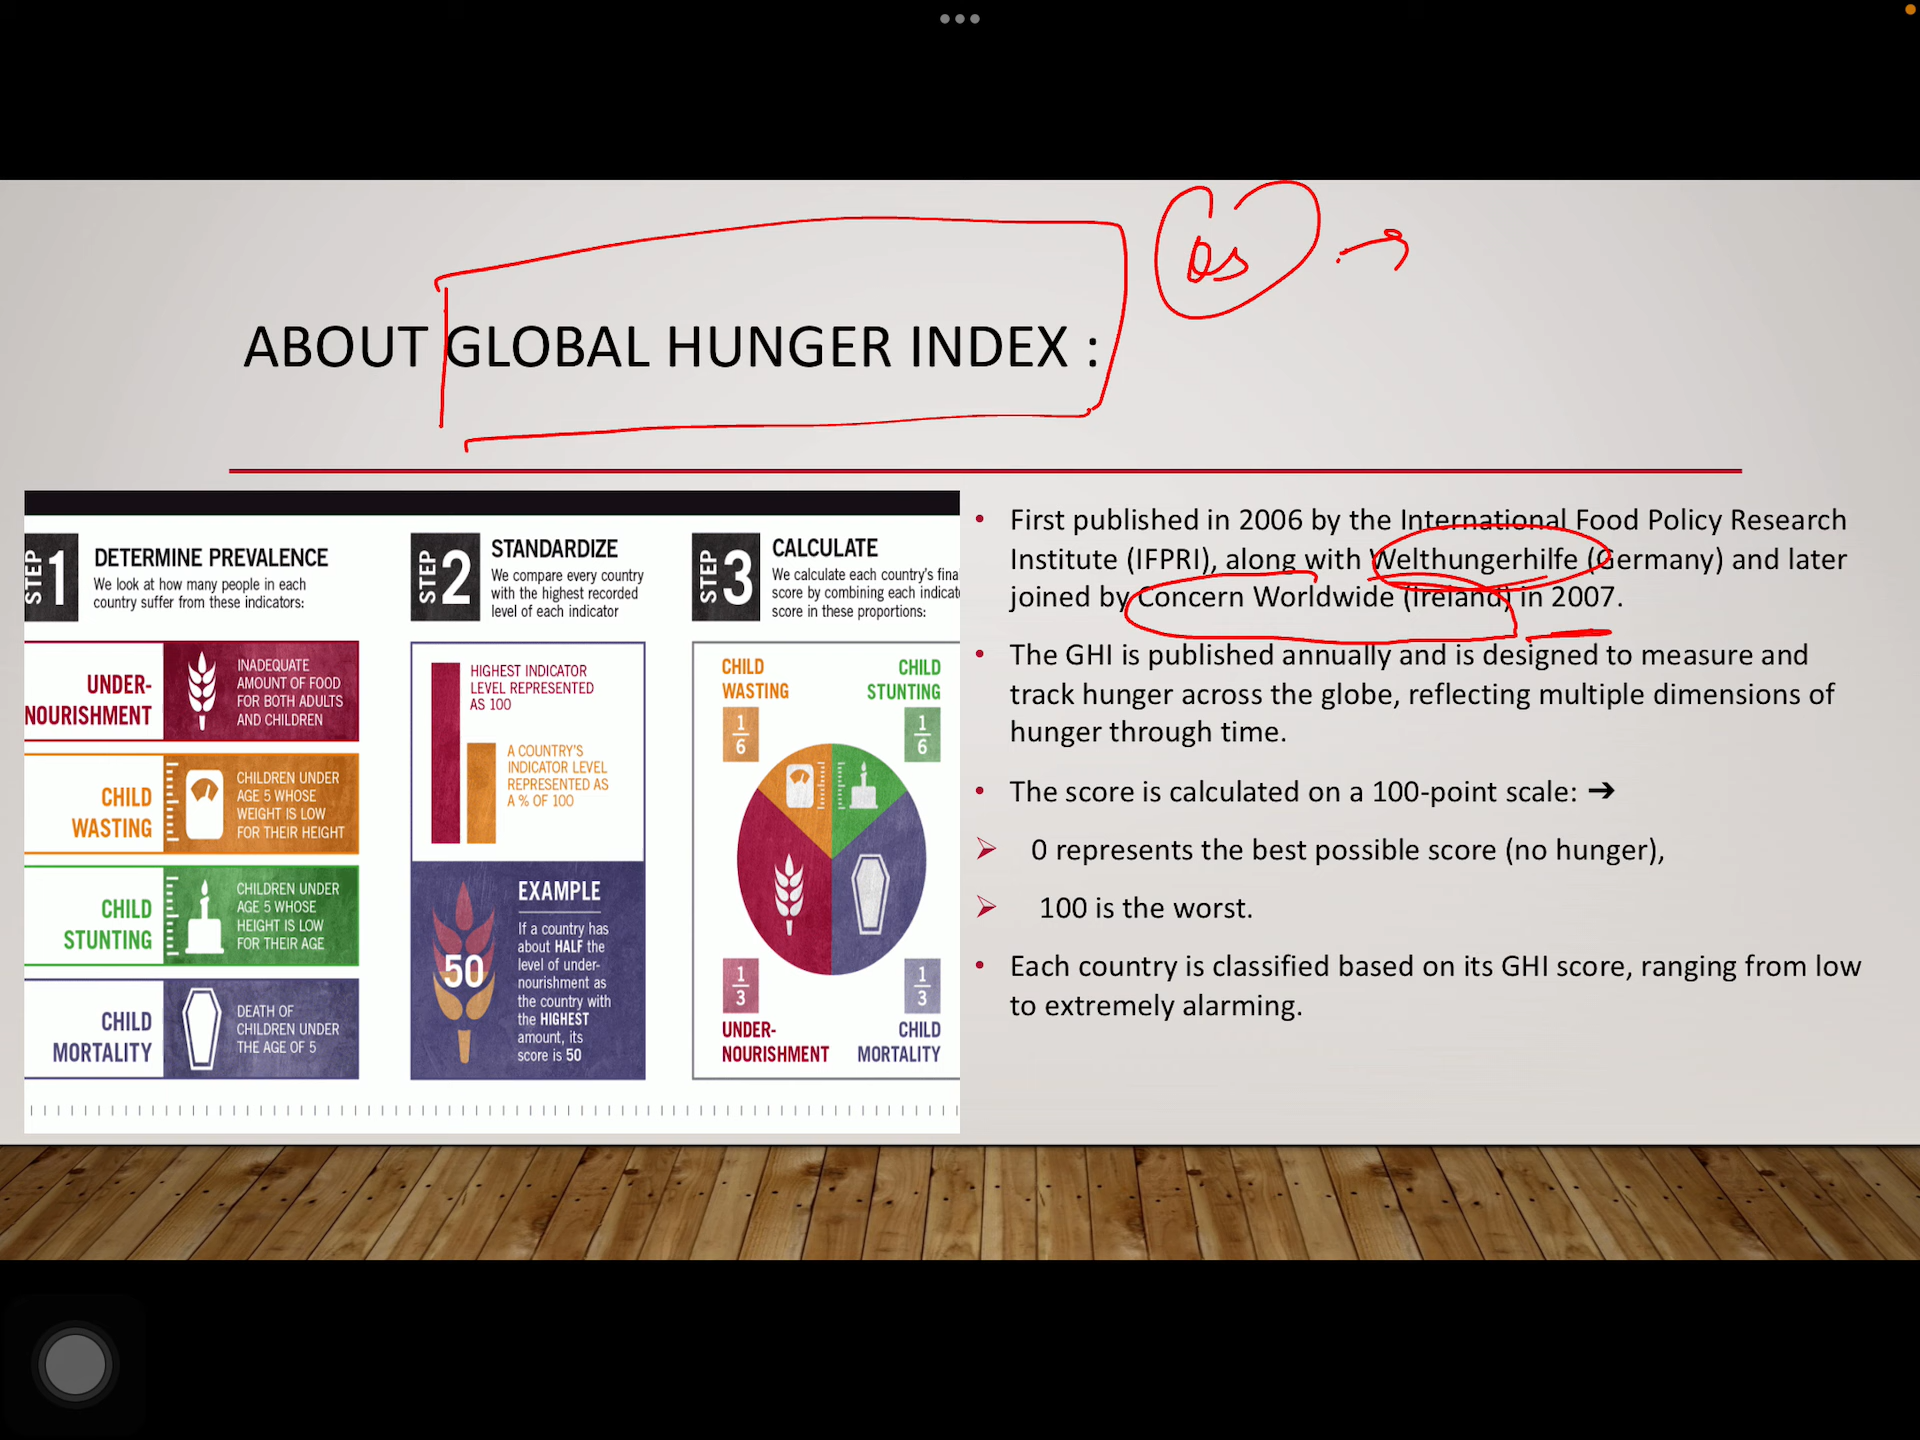 ABOUT GLOBAL HUNGER INDEX :
STEP 1
DETERMINE PREVALENCE
We look at how many people in each
country suffer from these indicators:
UNDER-
NOURISHMENT
INADEQUATE
AMOUNT OF FOOD
FOR BOTH ADULTS
AND CHILDREN
CHILD
WASTING
CHILDREN UNDER
AGE 5 WHOSE
WEIGHT IS LOW
FOR THEIR HEIGHT
CHILD
STUNTING
CHILDREN UNDER
AGE 5 WHOSE
HEIGHT IS LOW
FOR THEIR AGE
CHILD
MORTALITY
DEATH OF
CHILDREN UNDER
THE AGE OF 5
STEP 2
STANDARDIZE
We compare every country
with the highest recorded
level of each indicator
HIGHEST INDICATOR
LEVEL REPRESENTED
AS 100
A COUNTRY'S
INDICATOR LEVEL
REPRESENTED AS
A % OF 100
50
EXAMPLE
If a country has
about HALF the
level of under-
nourishment as
the country with
the HIGHEST
amount, its
score is 50
STEP 3
CALCULATE
We calculate each country's fina
score by combining each indicat
score in these proportions:
CHILD
WASTING
1/6
CHILD
STUNTING
1/6
1/3
UNDER-
NOURISHMENT
1/3
CHILD
MORTALITY
• First published in 2006 by the International Food Policy Research
Institute (IFPRI), along with Welthungerhilfe (Germany) and later
joined by Concern Worldwide (Ireland) in 2007.
• The GHI is published annually and is designed to measure and
track hunger across the globe, reflecting multiple dimensions of
hunger through time.
• The score is calculated on a 100-point scale: ➔
➢ 0 represents the best possible score (no hunger),
➢ 100 is the worst.
• Each country is classified based on its GHI score, ranging from low
to extremely alarming.